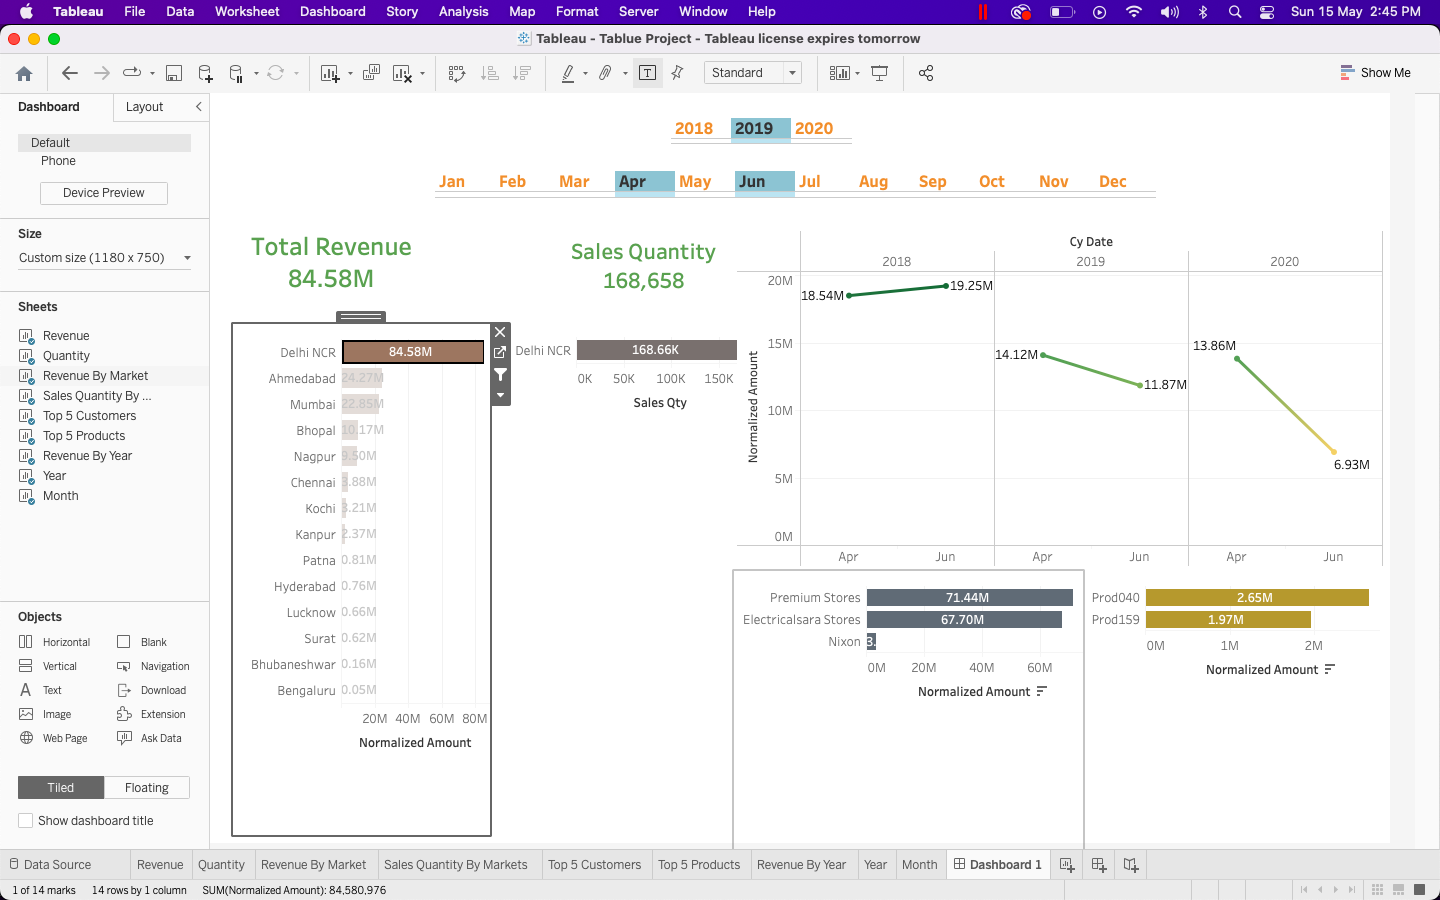 Tableau File Data Worksheet Dashboard Story Analysis Map Format Server Window Help Sun 15 May 2:45 PM
Tableau - Tablue Project - Tableau license expires tomorrow
Standard
Show Me
Dashboard Layout
Default
Phone
Device Preview
Size
Custom size (1180 x 750)
Sheets
Revenue
Quantity
Revenue By Market
Sales Quantity By ...
Top 5 Customers
Top 5 Products
Revenue By Year
Year
Month
Objects
Horizontal Blank
Vertical Navigation
A Text Download
Image Extension
Web Page Ask Data
Tiled Floating
Show dashboard title
2018 2019 2020
Jan Feb Mar Apr May Jun Jul Aug Sep Oct Nov Dec
Total Revenue
84.58M
Sales Quantity
168,658
Delhi NCR 84.58M
Ahmedabad 24.27M
Mumbai 22.85M
Bhopal 10.17M
Nagpur 9.50M
Chennai 3.88M
Kochi 3.21M
Kanpur 2.37M
Patna 0.81M
Hyderabad 0.76M
Lucknow 0.66M
Surat 0.62M
Bhubaneshwar 0.16M
Bengaluru 0.05M
20M 40M 60M 80M
Normalized Amount
Delhi NCR 168.66K
0K 50K 100K 150K
Sales Qty
Cy Date
2018 2019 2020
20M
15M
10M
5M
0M
Normalized Amount
18.54M 19.25M
14.12M 11.87M
13.86M 6.93M
Apr Jun Apr Jun Apr Jun
Premium Stores 71.44M
Electricalsara Stores 67.70M
Nixon 3.
0M 20M 40M 60M
Normalized Amount
Prod040 2.65M
Prod159 1.97M
0M 1M 2M
Normalized Amount
Data Source Revenue Quantity Revenue By Market Sales Quantity By Markets Top 5 Customers Top 5 Products Revenue By Year Year Month Dashboard 1
1 of 14 marks 14 rows by 1 column SUM(Normalized Amount): 84,580,976